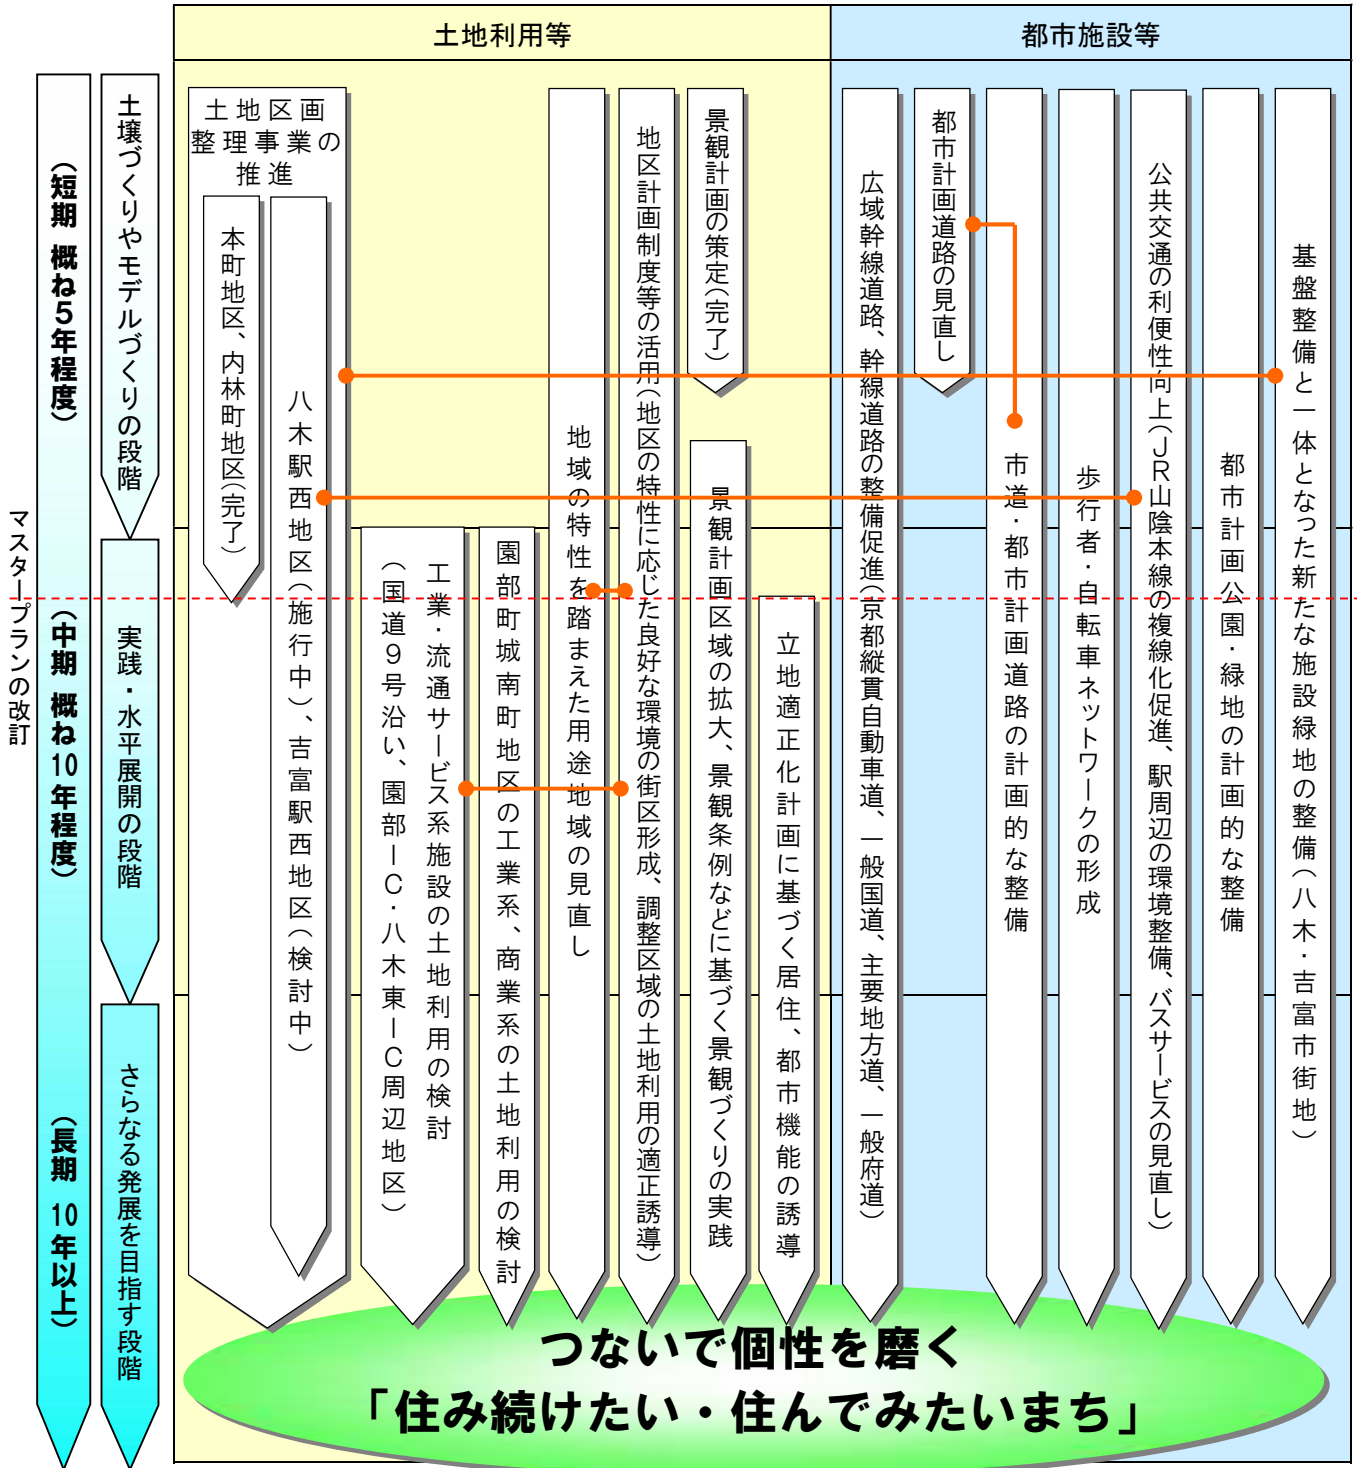 土地利用等
都市施設等
マスタープランの改訂
（短期 概ね５年程度）
（中期 概ね10年程度）
（長期 10年以上）
土壌づくりやモデルづくりの段階
実践・水平展開の段階
さらなる発展を目指す段階
土地区画
整理事業の
推進
本町地区、内林町地区（完了）
八木駅西地区（施行中）、吉富駅西地区（検討中）
工業・流通サービス系施設の土地利用の検討
（国道９号沿い、園部ＩＣ・八木東ＩＣ周辺地区）
園部町城南町地区の工業系、商業系の土地利用の検討
地域の特性を踏まえた用途地域の見直し
地区計画制度等の活用（地区の特性に応じた良好な環境の街区形成、調整区域の土地利用の適正誘導）
景観計画の策定（完了）
景観計画区域の拡大、景観条例などに基づく景観づくりの実践
立地適正化計画に基づく居住、都市機能の誘導
広域幹線道路、幹線道路の整備促進（京都縦貫自動車道、一般国道、主要地方道、一般府道）
都市計画道路の見直し
市道・都市計画道路の計画的な整備
歩行者・自転車ネットワークの形成
公共交通の利便性向上（ＪＲ山陰本線の複線化促進、駅周辺の環境整備、バスサービスの見直し）
都市計画公園・緑地の計画的な整備
基盤整備と一体となった新たな施設緑地の整備（八木・吉富市街地）
つないで個性を磨く
「住み続けたい・住んでみたいまち」